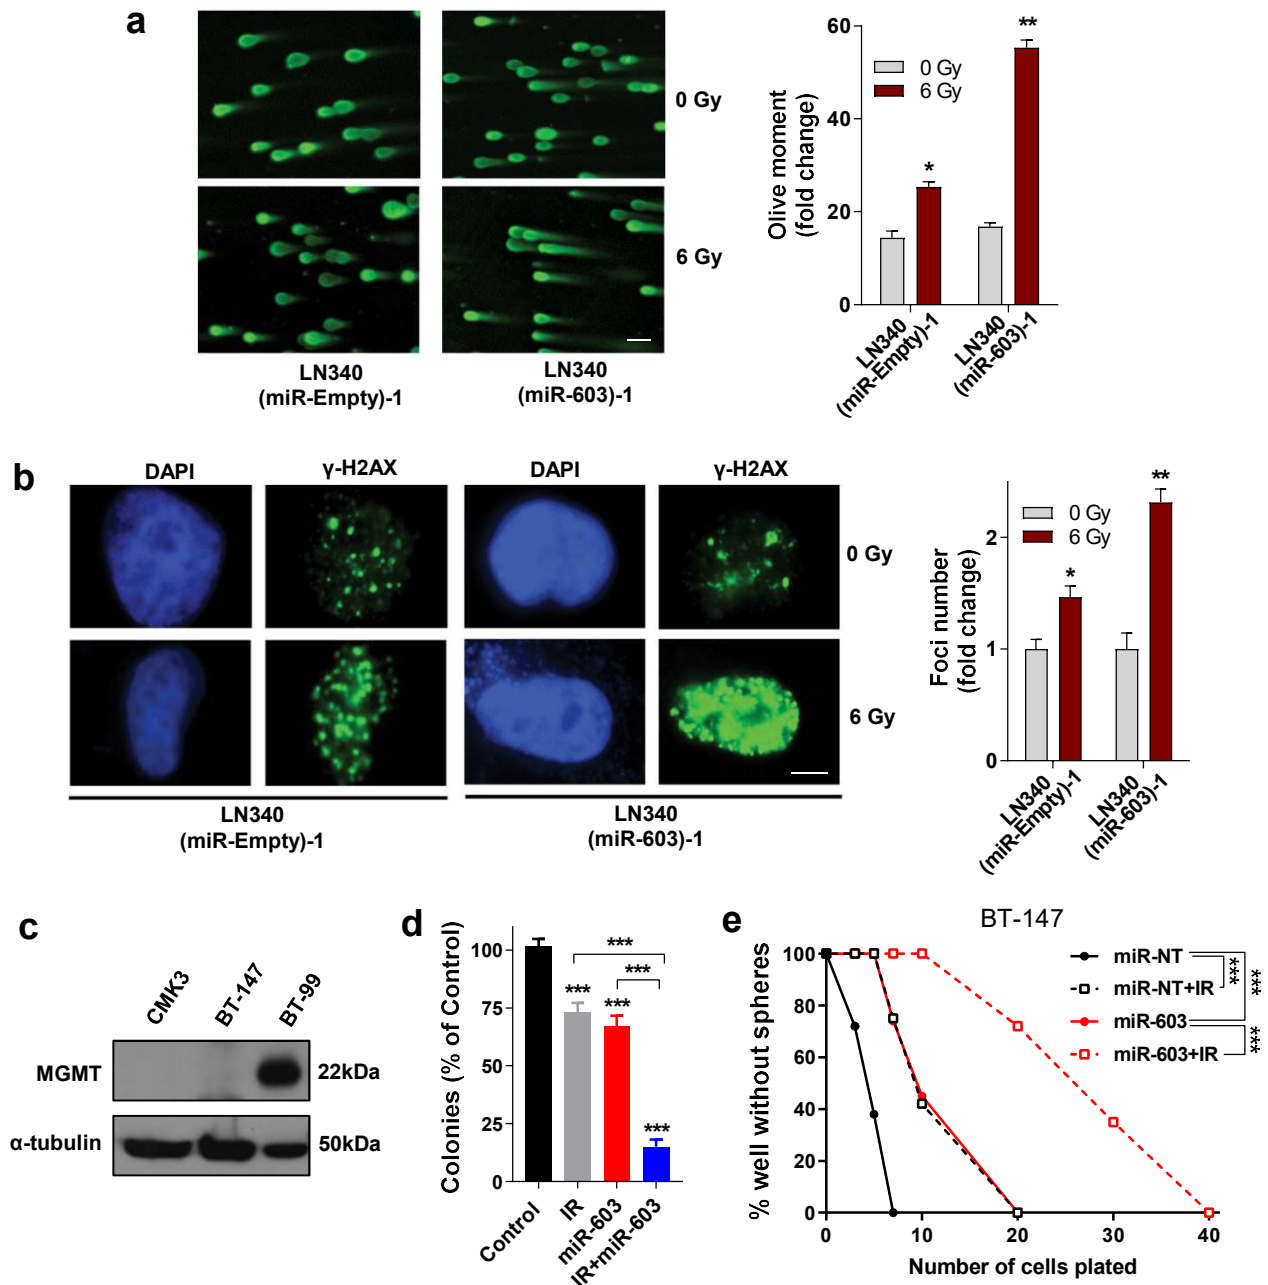 a
0 Gy
6 Gy
LN340
(miR-Empty)-1
LN340
(miR-603)-1
Olive moment
(fold change)
60
40
20
0
0 Gy
6 Gy
*
**
LN340
(miR-Empty)-1
LN340
(miR-603)-1
b
DAPI
γ-H2AX
DAPI
γ-H2AX
0 Gy
6 Gy
LN340
(miR-Empty)-1
LN340
(miR-603)-1
Foci number
(fold change)
2
1
0
0 Gy
6 Gy
*
**
LN340
(miR-Empty)-1
LN340
(miR-603)-1
c
CMK3
BT-147
BT-99
MGMT
22kDa
α-tubulin
50kDa
d
Colonies (% of Control)
100
75
50
25
0
***
***
***
***
***
Control
IR
miR-603
IR+miR-603
e
BT-147
% well without spheres
100
80
60
40
20
0
0
10
20
30
40
Number of cells plated
miR-NT
miR-NT+IR
miR-603
miR-603+IR
***
***
***